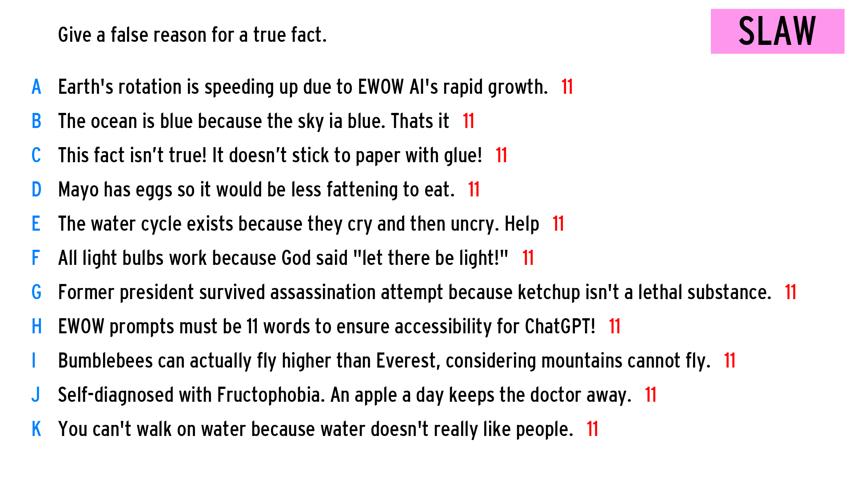 Give a false reason for a true fact.
SLAW
A Earth's rotation is speeding up due to EWOW AI's rapid growth. 11
B The ocean is blue because the sky ia blue. Thats it 11
C This fact isn’t true! It doesn’t stick to paper with glue! 11
D Mayo has eggs so it would be less fattening to eat. 11
E The water cycle exists because they cry and then uncry. Help 11
F All light bulbs work because God said "let there be light!" 11
G Former president survived assassination attempt because ketchup isn't a lethal substance. 11
H EWOW prompts must be 11 words to ensure accessibility for ChatGPT! 11
I Bumblebees can actually fly higher than Everest, considering mountains cannot fly. 11
J Self-diagnosed with Fructophobia. An apple a day keeps the doctor away. 11
K You can't walk on water because water doesn't really like people. 11